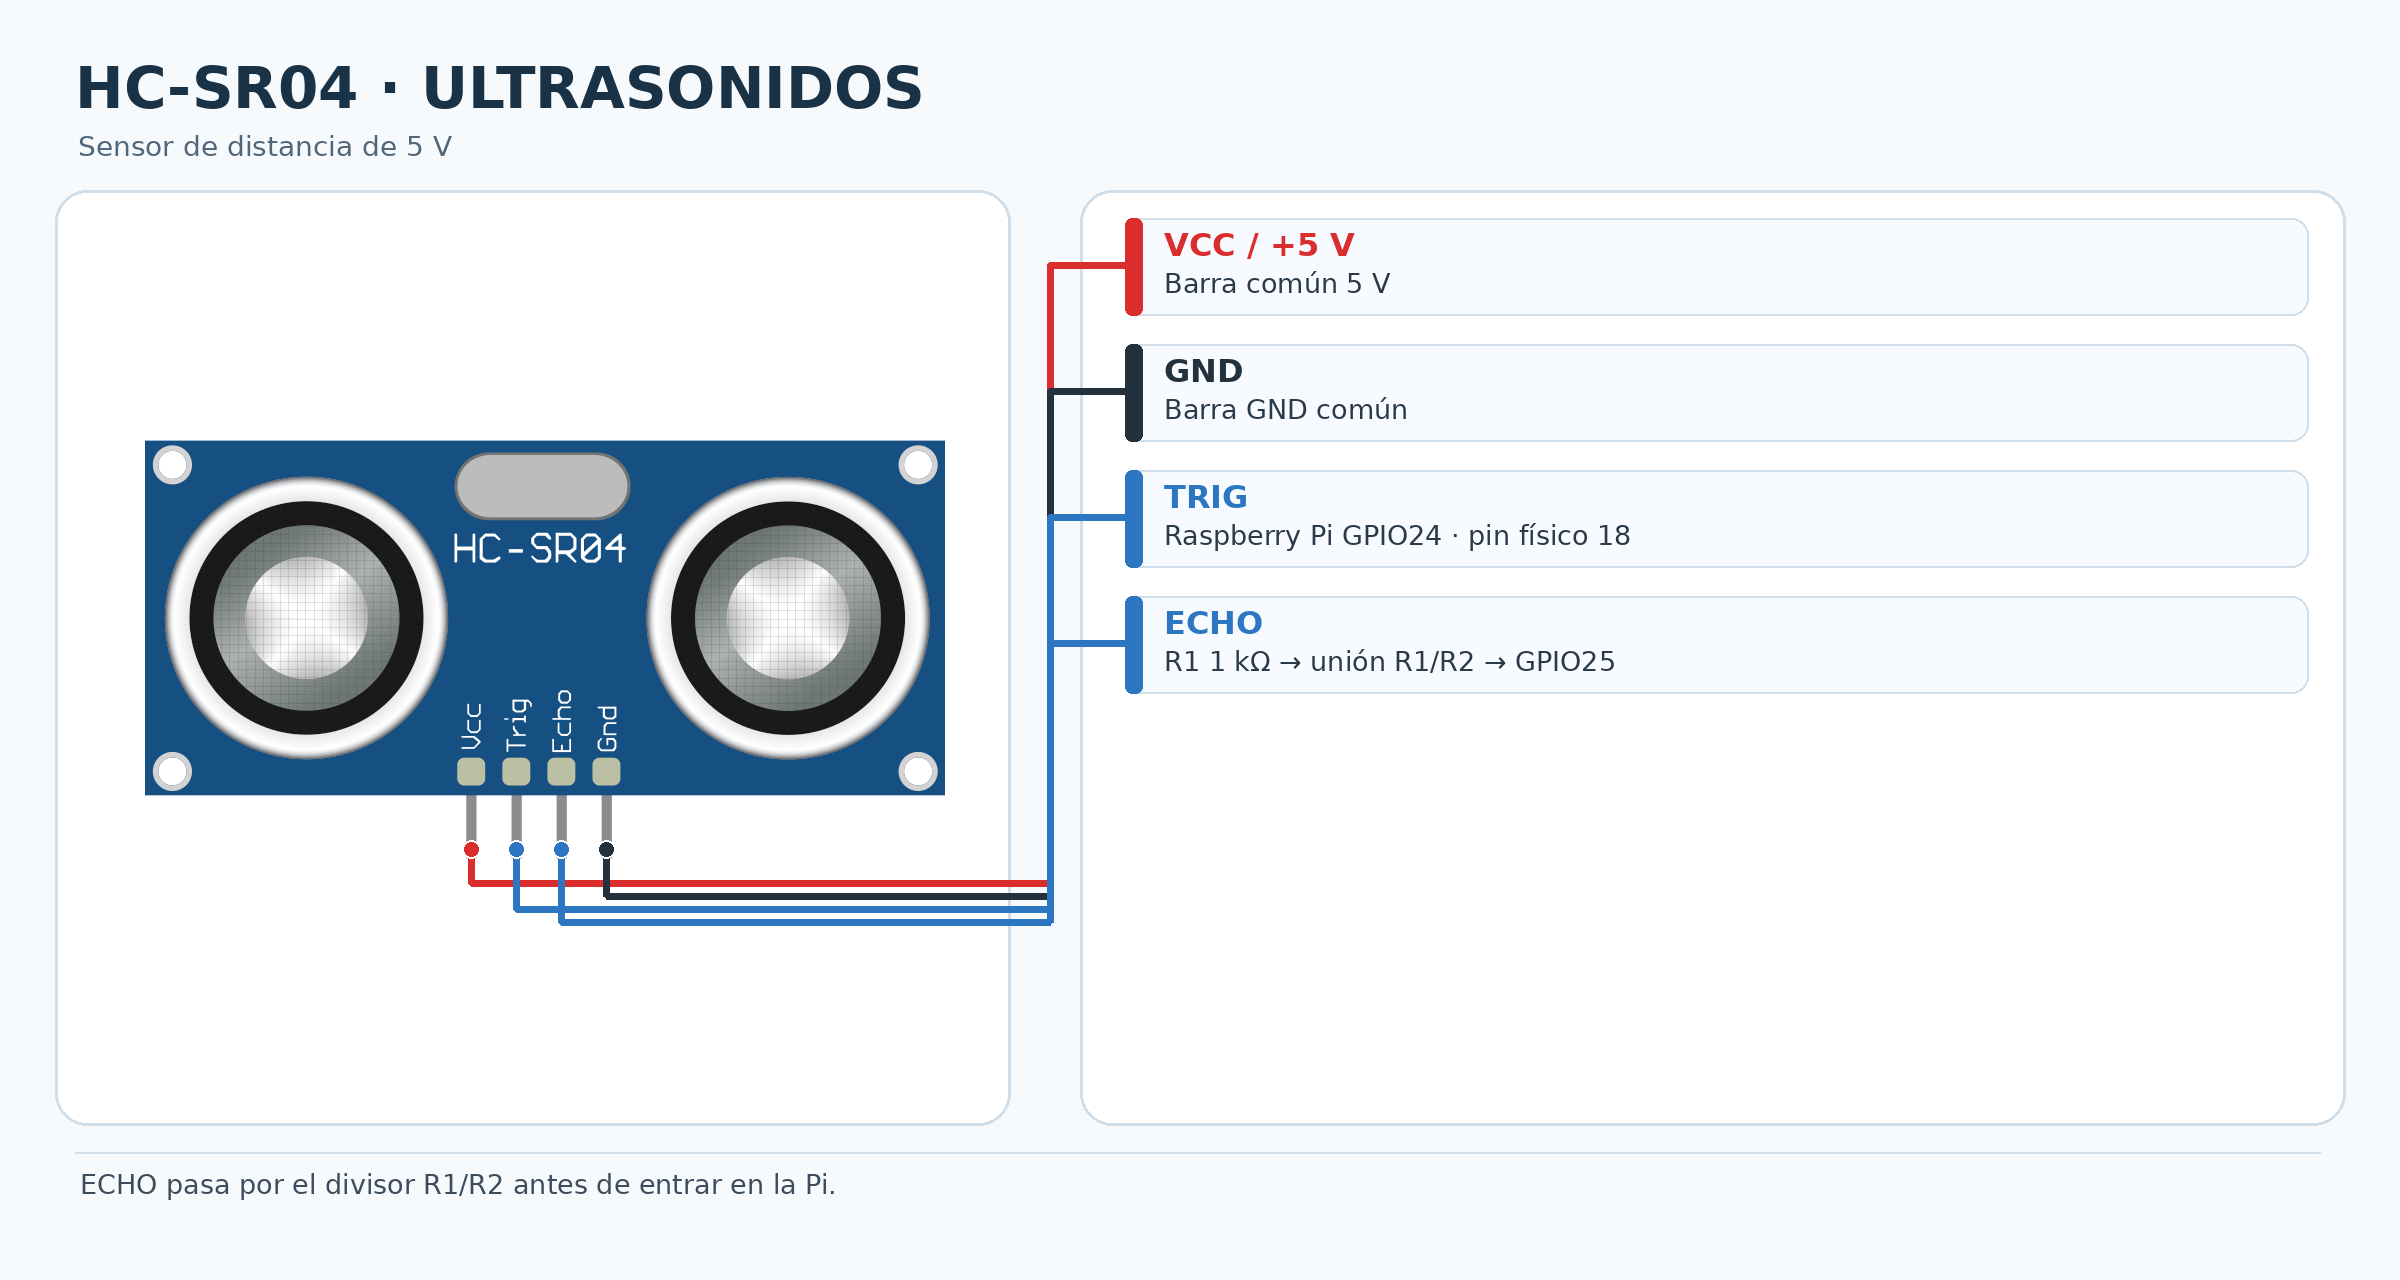 HC-SR04 · ULTRASONIDOS
Sensor de distancia de 5 V
HC-SR04
Vcc
Trig
Echo
Gnd
VCC / +5 V
Barra común 5 V
GND
Barra GND común
TRIG
Raspberry Pi GPIO24 · pin físico 18
ECHO
R1 1 kΩ → unión R1/R2 → GPIO25
ECHO pasa por el divisor R1/R2 antes de entrar en la Pi.